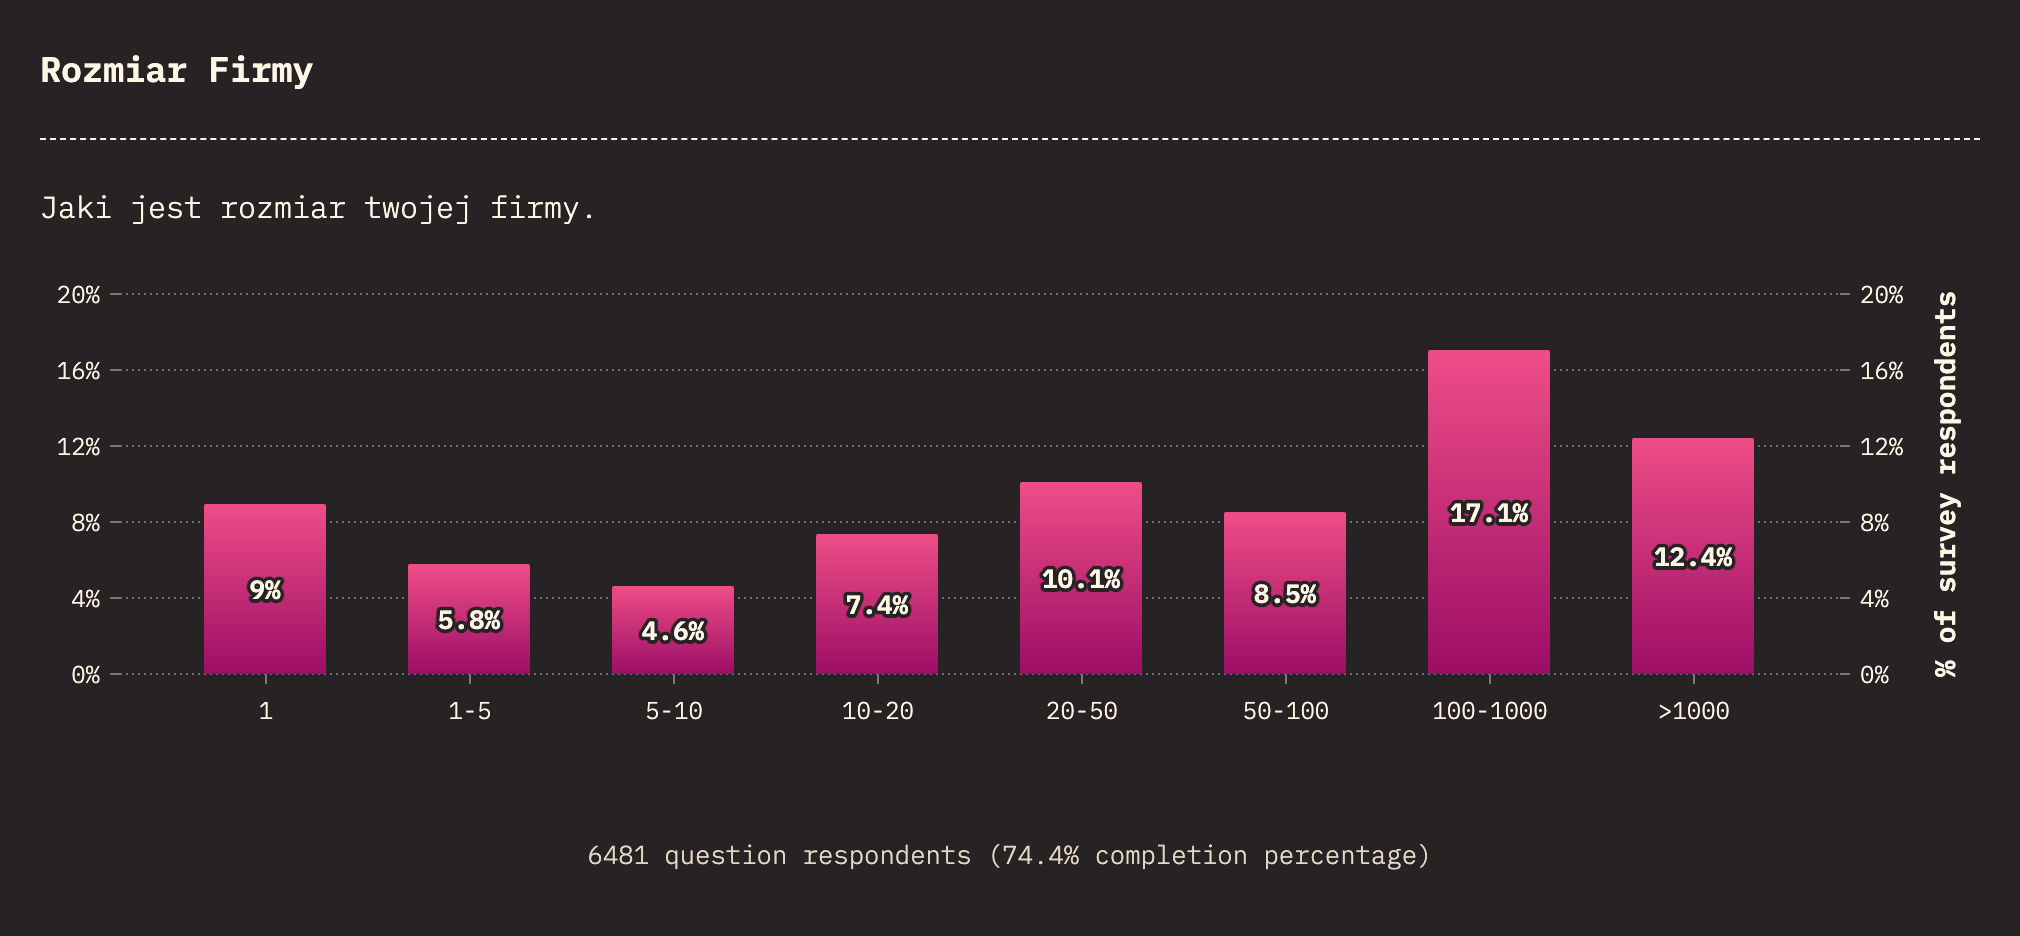 Rozmiar Firmy
Jaki jest rozmiar twojej firmy.
20% 20%
16% 16%
12% 12%
8% 8%
4% 4%
0% 0%
9% 5.8% 4.6% 7.4% 10.1% 8.5% 17.1% 12.4%
1 1-5 5-10 10-20 20-50 50-100 100-1000 >1000
% of survey respondents
6481 question respondents (74.4% completion percentage)